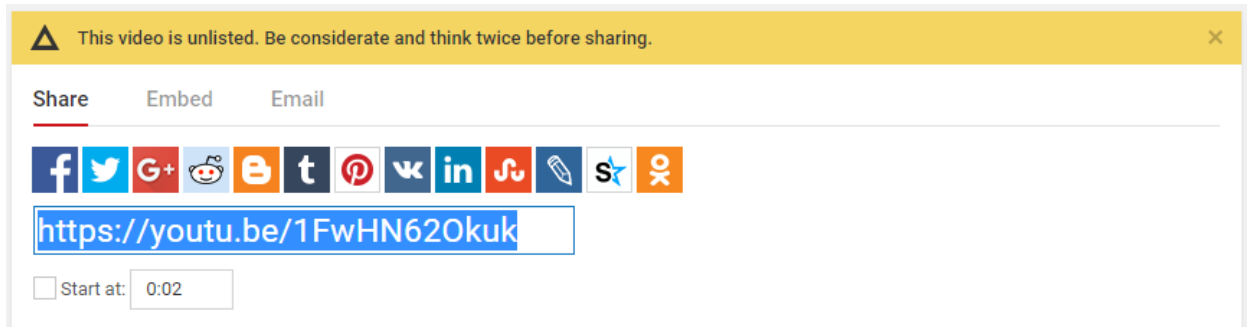 This video is unlisted. Be considerate and think twice before sharing.
Share Embed Email
https://youtu.be/1FwHN62Okuk
Start at: 0:02